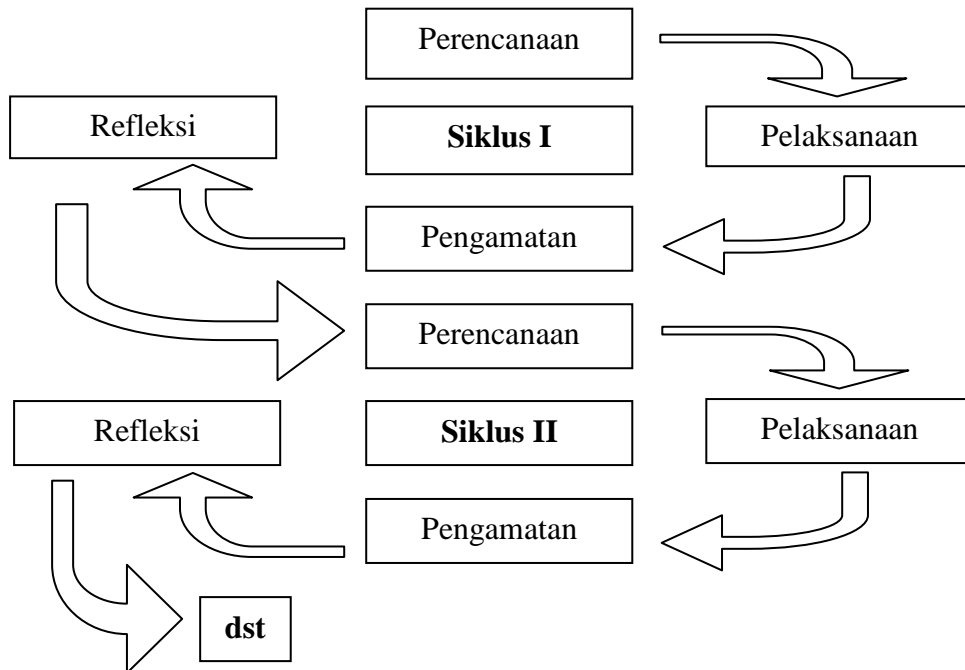 Perencanaan
Refleksi
Siklus I
Pelaksanaan
Pengamatan
Perencanaan
Refleksi
Siklus II
Pelaksanaan
Pengamatan
dst